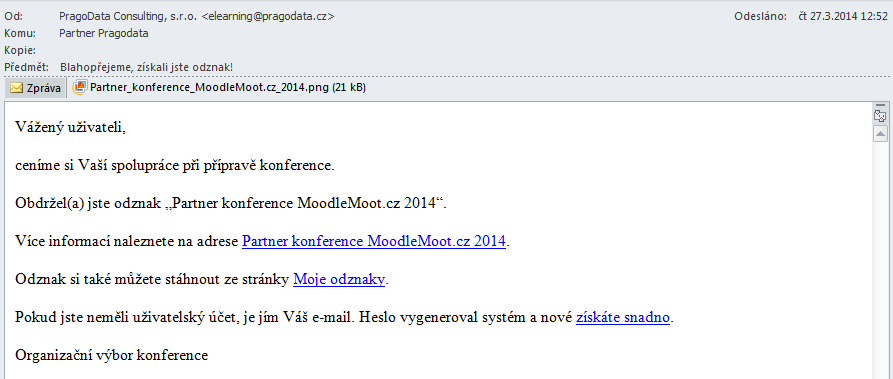 Od: PragoData Consulting, s.r.o. <elearning@pragodata.cz> Odesláno: čt 27.3.2014 12:52
Komu: Partner Pragodata
Kopie:
Předmět: Blahopřejeme, získali jste odznak!
Zpráva Partner_konference_MoodleMoot.cz_2014.png (21 kB)
Vážený uživateli,
ceníme si Vaší spolupráce při přípravě konference.
Obdržel(a) jste odznak „Partner konference MoodleMoot.cz 2014“.
Více informací naleznete na adrese Partner konference MoodleMoot.cz 2014.
Odznak si také můžete stáhnout ze stránky Moje odznaky.
Pokud jste neměli uživatelský účet, je jím Váš e-mail. Heslo vygeneroval systém a nové získáte snadno.
Organizační výbor konference